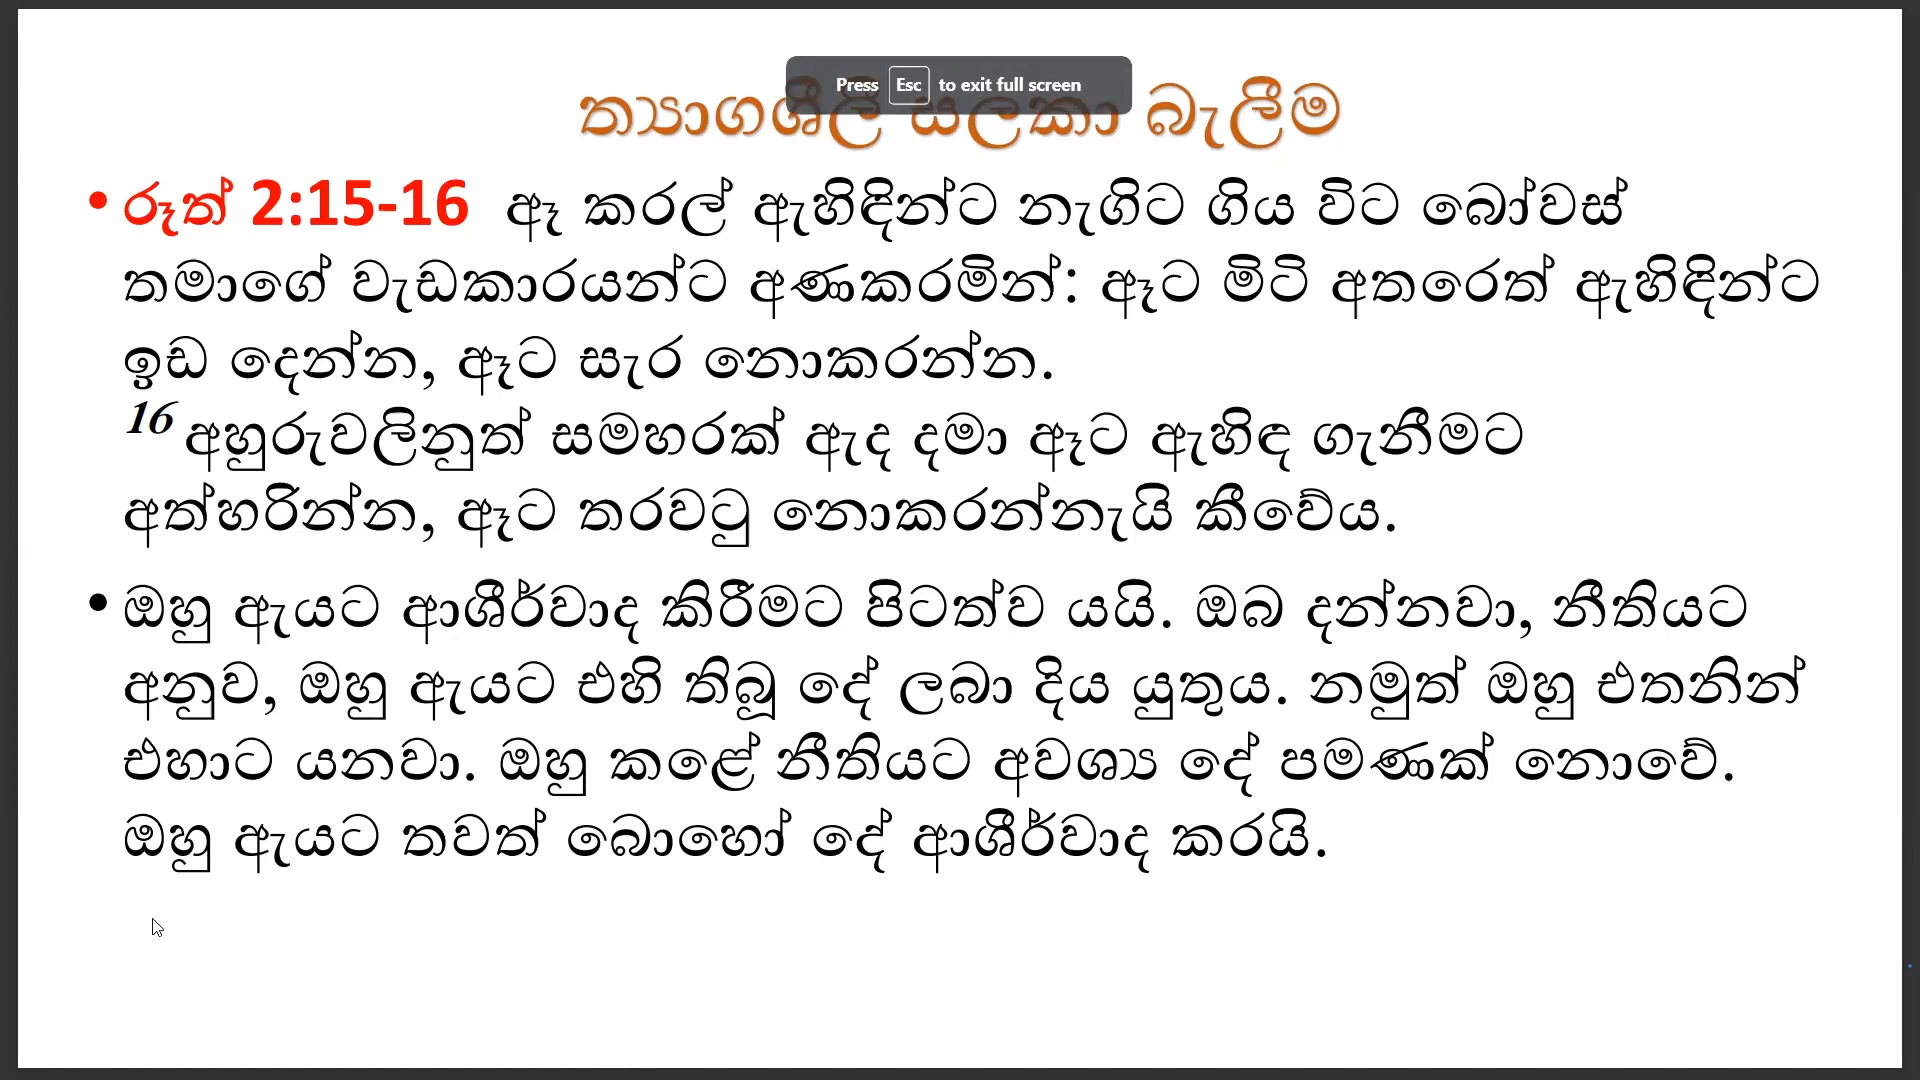 Press Esc to exit full screen
ත්‍යාගශීලී සලකා බැලීම
• රූත් 2:15-16 ඈ කරල් ඇහිඳින්ට නැගිට ගිය විට බෝවස්
තමාගේ වැඩකාරයන්ට අණකරමින්: ඈට මිටි අතරෙත් ඇහිඳින්ට
ඉඩ දෙන්න, ඈට සැර නොකරන්න.
16 අහුරුවලිනුත් සමහරක් ඇද දමා ඈට ඇහිඳ ගැනීමට
අත්හරින්න, ඈට තරවටු නොකරන්නැයි කීවේය.
• ඔහු ඇයට ආශීර්වාද කිරීමට පිටත්ව යයි. ඔබ දන්නවා, නීතියට
අනුව, ඔහු ඇයට එහි තිබූ දේ ලබා දිය යුතුය. නමුත් ඔහු එතනින්
එහාට යනවා. ඔහු කළේ නීතියට අවශ්‍ය දේ පමණක් නොවේ.
ඔහු ඇයට තවත් බොහෝ දේ ආශීර්වාද කරයි.